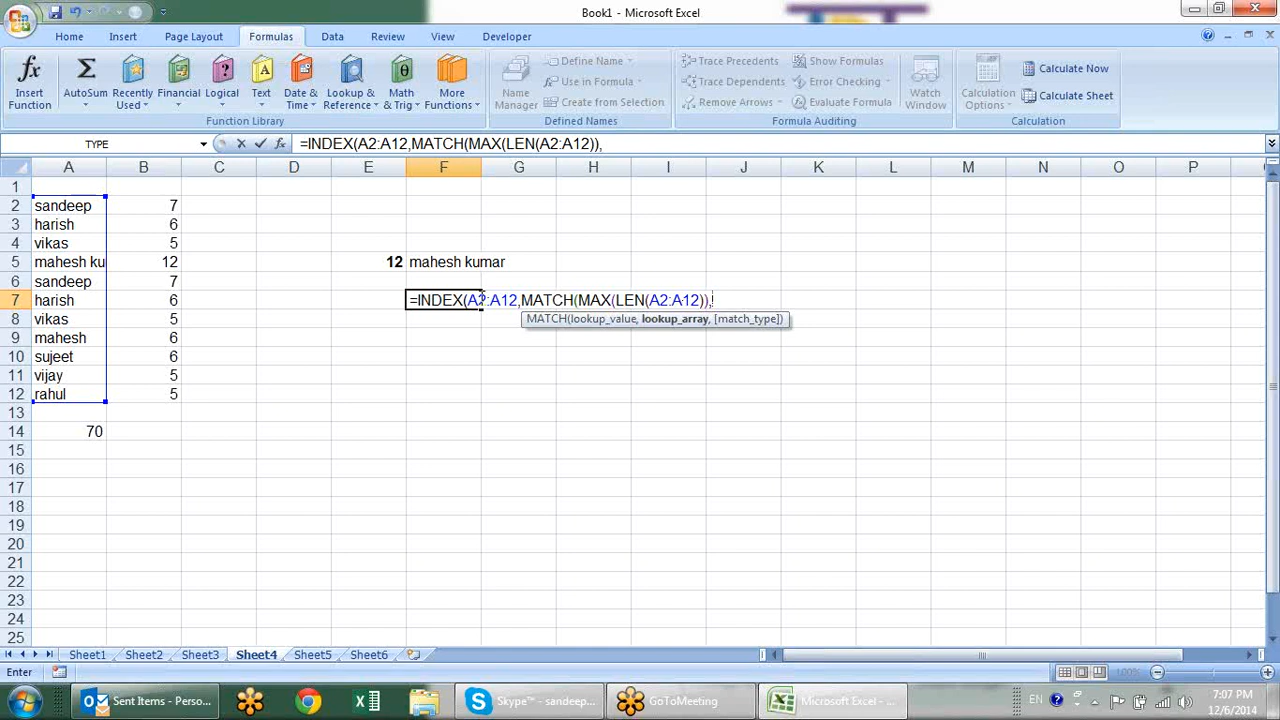 Book1 - Microsoft Excel
Home Insert Page Layout Formulas Data Review View Developer
Insert Function
AutoSum
Recently Used
Financial
Logical
Text
Date & Time
Lookup & Reference
Math & Trig
More Functions
Function Library
Name Manager
Define Name
Use in Formula
Create from Selection
Defined Names
Trace Precedents
Trace Dependents
Remove Arrows
Show Formulas
Error Checking
Evaluate Formula
Watch Window
Formula Auditing
Calculation Options
Calculate Now
Calculate Sheet
Calculation
TYPE =INDEX(A2:A12,MATCH(MAX(LEN(A2:A12)),
A B C D E F G H I J K L M N O P
1
2 sandeep 7
3 harish 6
4 vikas 5
5 mahesh ku 12 12 mahesh kumar
6 sandeep 7
7 harish 6 =INDEX(A2:A12,MATCH(MAX(LEN(A2:A12)),
8 vikas 5 MATCH(lookup_value, lookup_array, [match_type])
9 mahesh 6
10 sujeet 6
11 vijay 5
12 rahul 5
13
14 70
15
16
17
18
19
20
21
22
23
24
25
Sheet1 Sheet2 Sheet3 Sheet4 Sheet5 Sheet6
Enter 100%
Sent Items - Perso... Skype™ - sandeep... GoToMeeting Microsoft Excel - ... EN 7:07 PM
12/6/2014